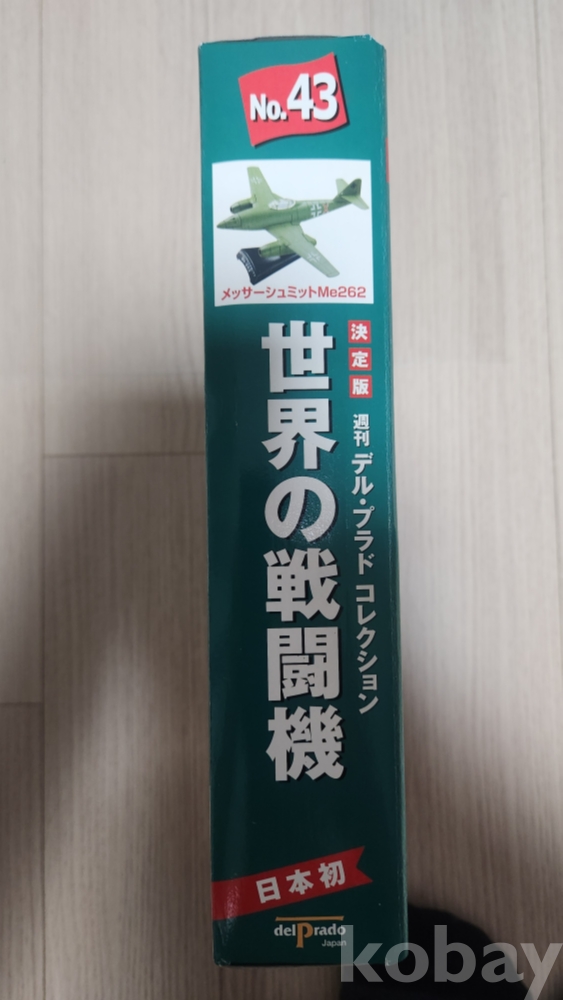 No.43
メッサーシュミットMe262
決定版
週刊 デル・プラド コレクション
世界の戦闘機
日本初
del Prado
Japan
kobay